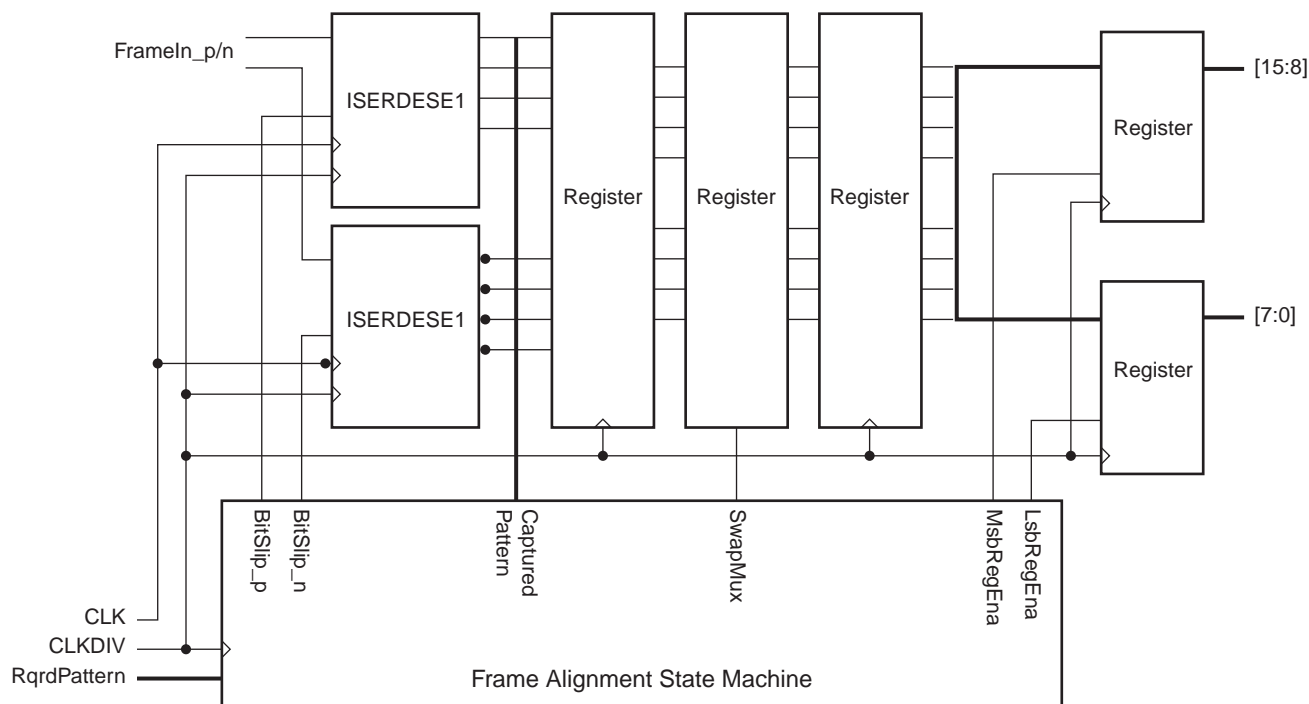 FrameIn_p/n
ISERDESE1
ISERDESE1
Register
Register
Register
Register
[15:8]
Register
[7:0]
BitSlip_p
BitSlip_n
Captured
Pattern
SwapMux
MsbRegEna
LsbRegEna
CLK
CLKDIV
RqrdPattern
Frame Alignment State Machine